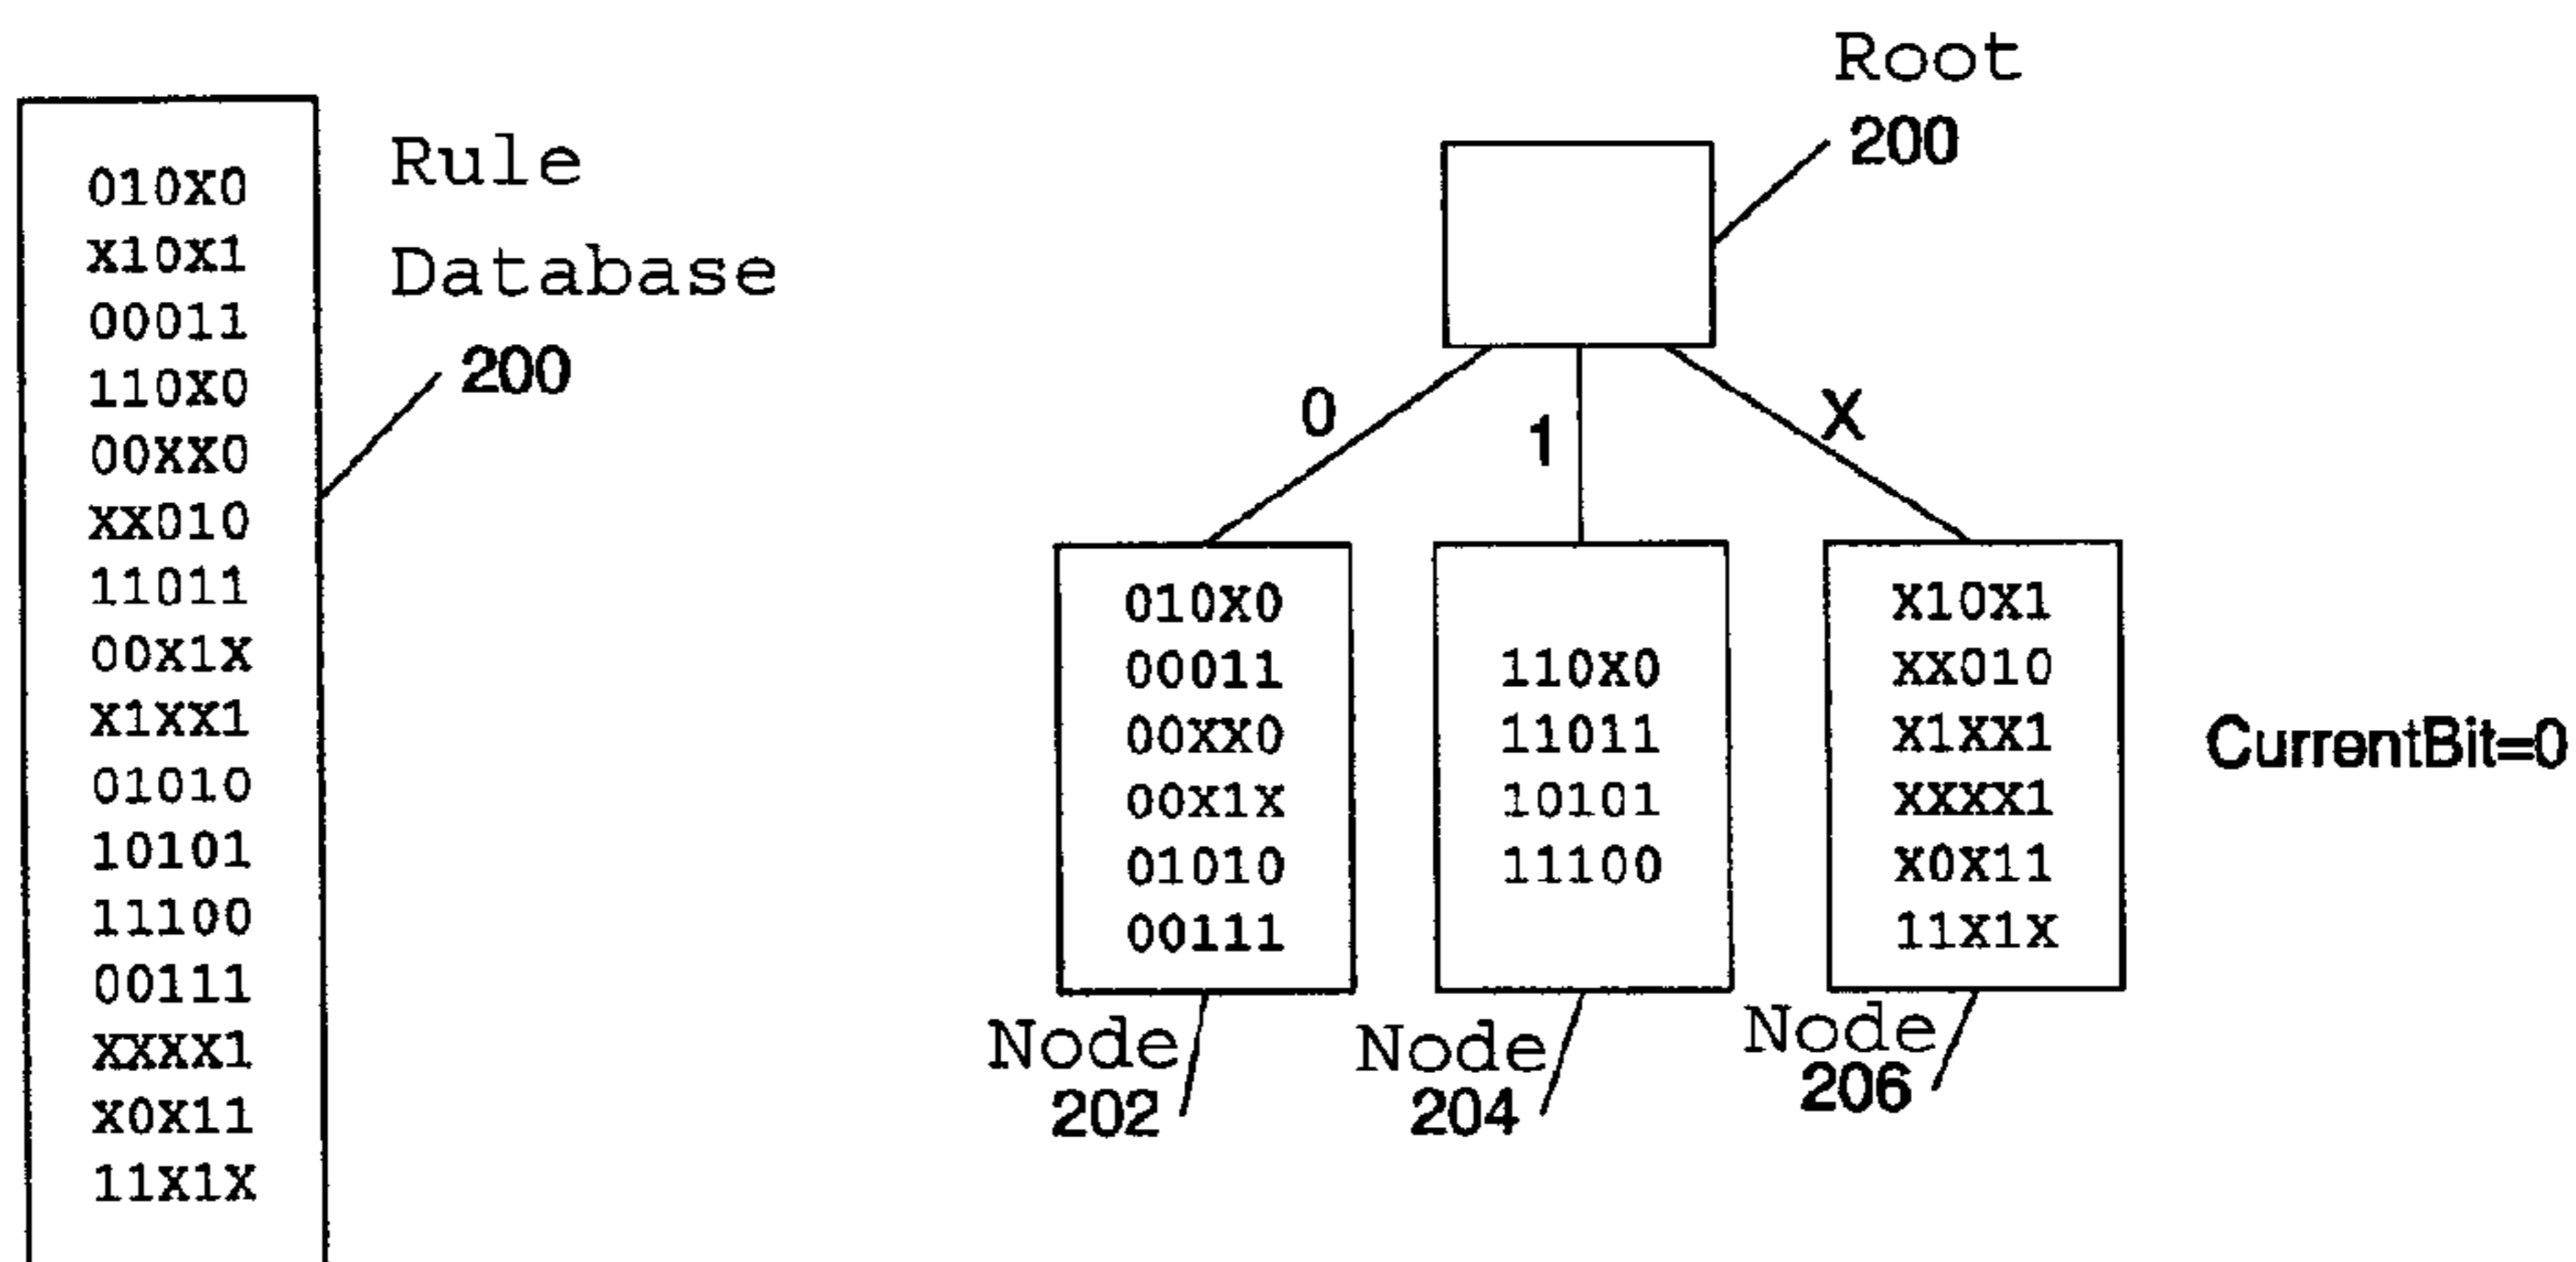 010X0
X10X1
00011
110X0
00XX0
XX010
11011
00X1X
X1XX1
01010
10101
11100
00111
XXXX1
X0X11
11X1X
Rule
Database
200
Root
200
0
1
X
010X0
00011
00XX0
00X1X
01010
00111
110X0
11011
10101
11100
X10X1
XX010
X1XX1
XXXX1
X0X11
11X1X
CurrentBit=0
Node
202
Node
204
Node
206